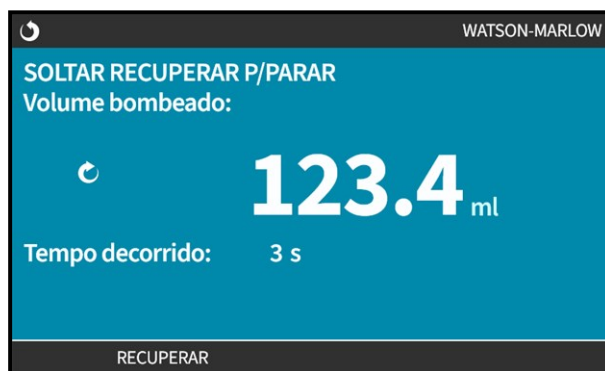 WATSON-MARLOW
SOLTAR RECUPERAR P/PARAR
Volume bombeado:
123.4 ml
Tempo decorrido: 3 s
RECUPERAR